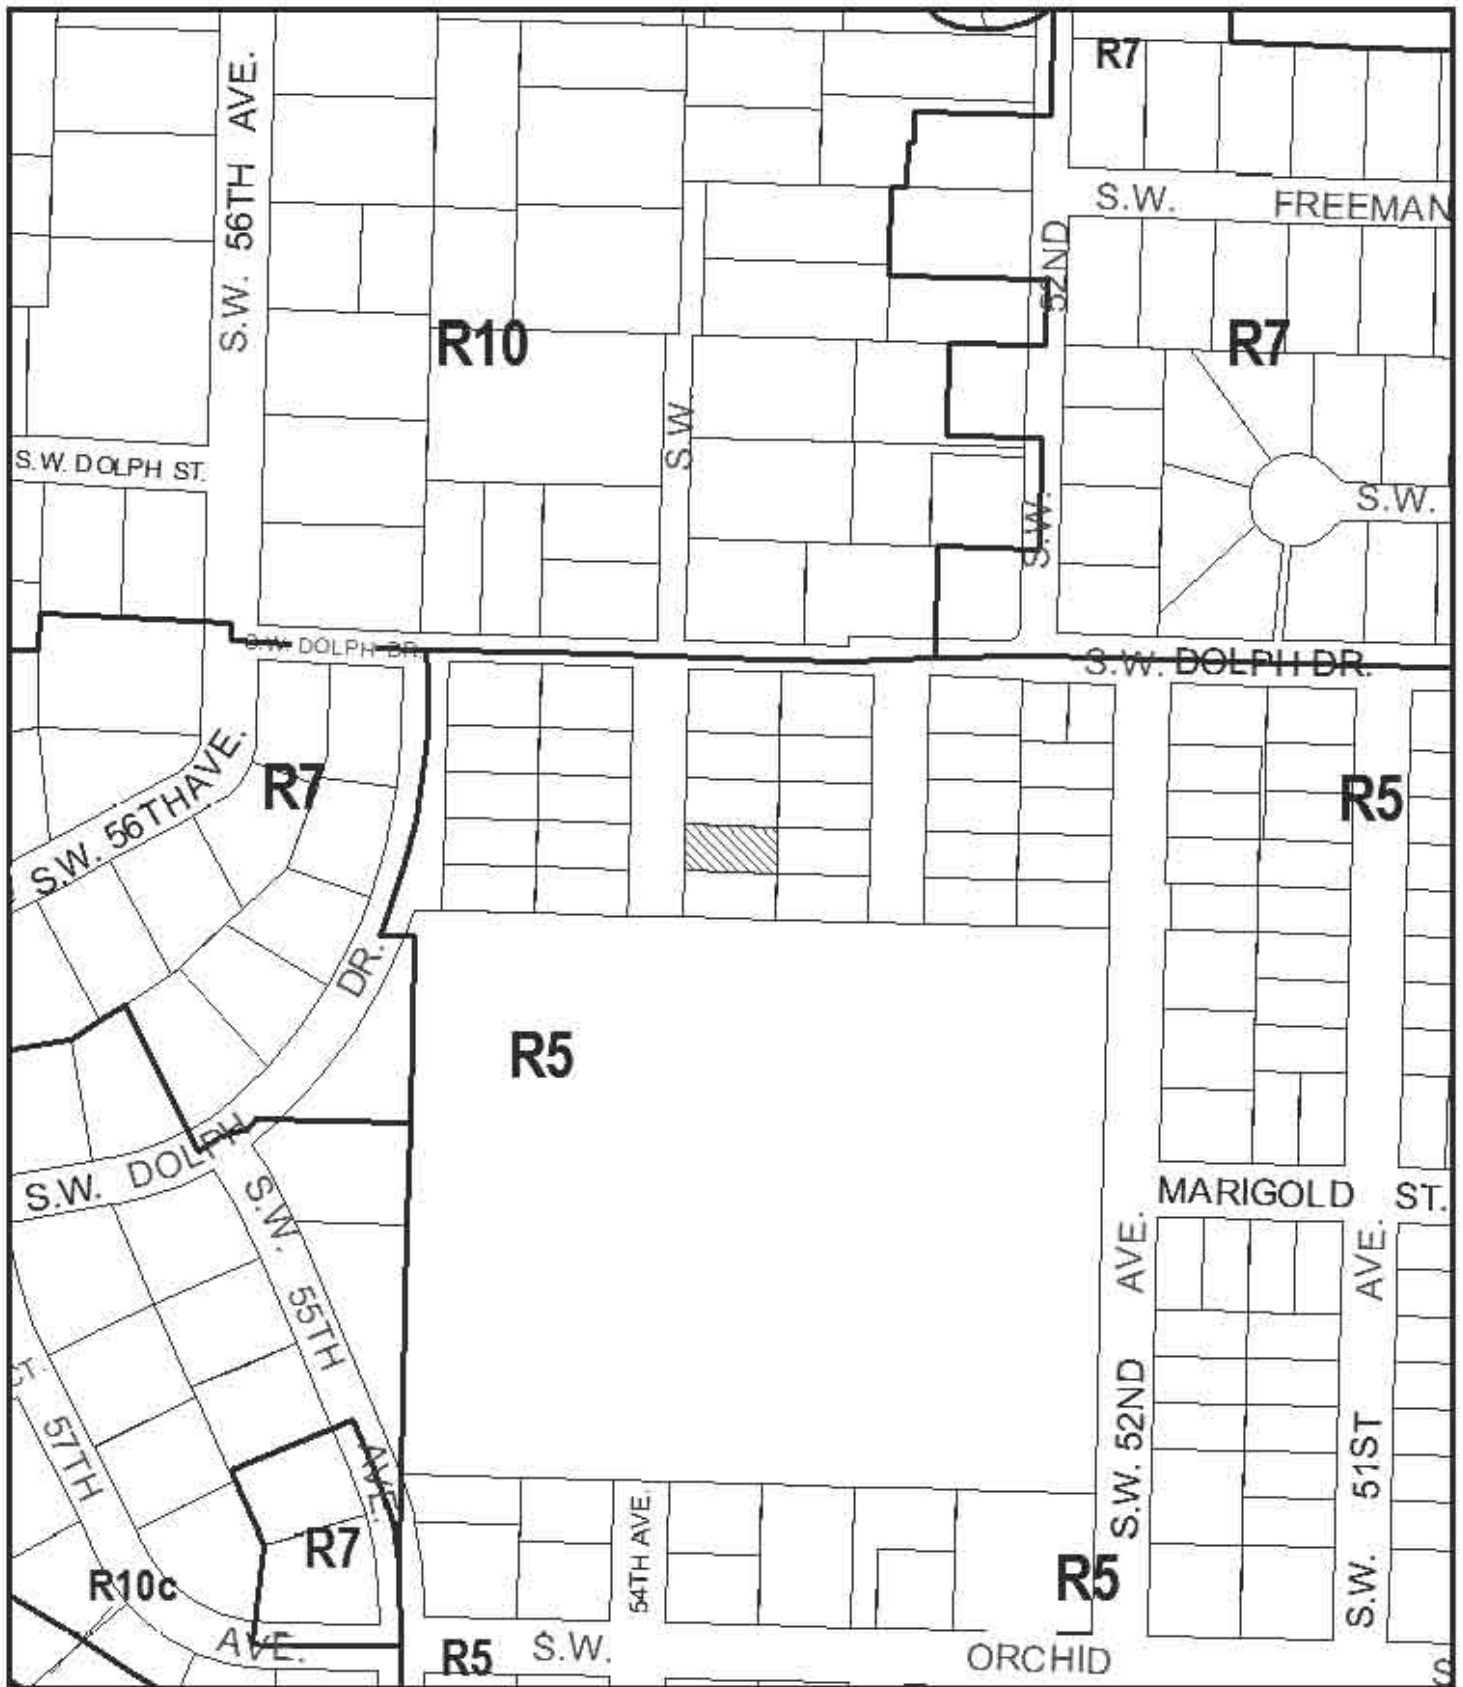 R7
S.W. 56TH AVE.
S.W. FREEMAN
52ND
R10
R7
S.W.
S.W. DOLPH ST.
S.W.
S.W.
S.W. DOLPH DR.
S.W. DOLPH DR.
S.W. 56TH AVE.
R7
R5
DR.
R5
S.W. DOLPH
MARIGOLD ST.
S.W. 55TH AVE.
S.W. 52ND AVE.
S.W. 51ST AVE.
CT.
57TH
54TH AVE.
R7
R10c
R5
AVE.
R5
S.W. ORCHID
S